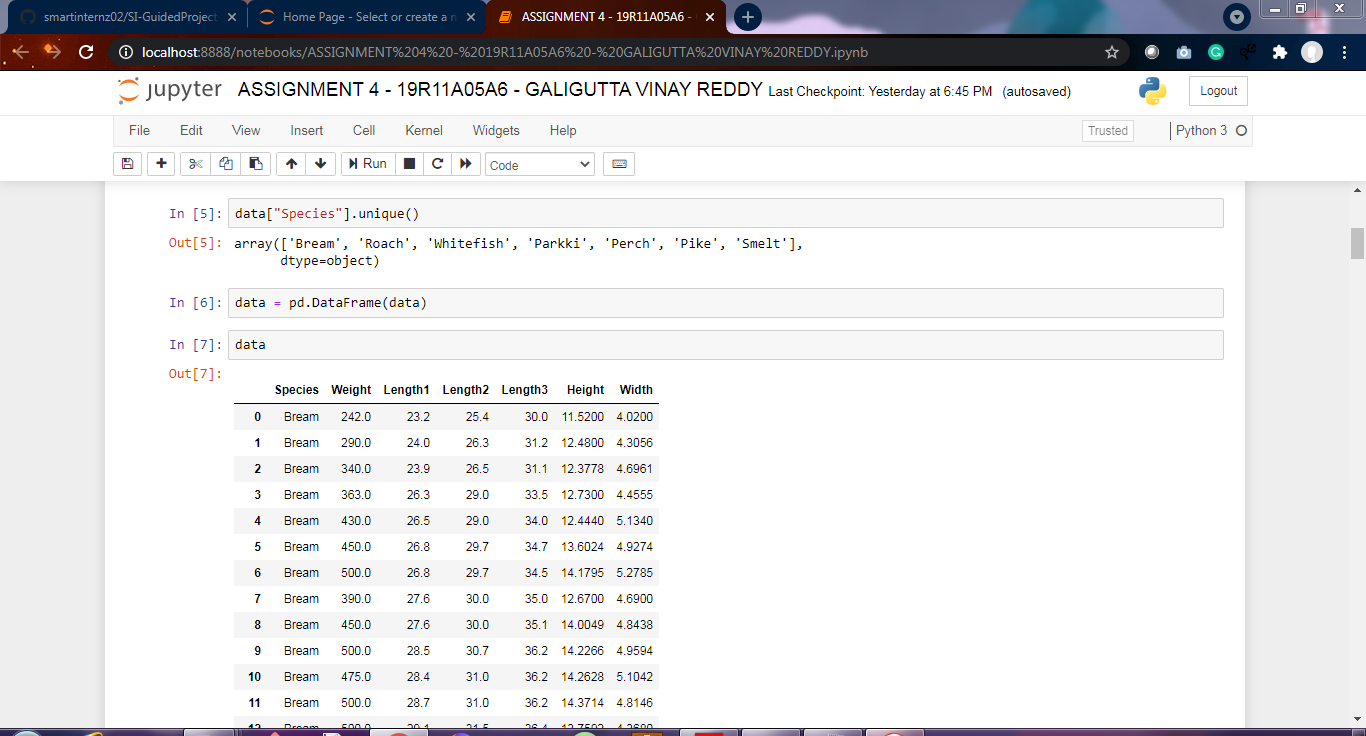 smartinternz02/SI-GuidedProject
Home Page - Select or create a n
ASSIGNMENT 4 - 19R11A05A6 -
localhost:8888/notebooks/ASSIGNMENT%204%20-%2019R11A05A6%20-%20GALIGUTTA%20VINAY%20REDDY.ipynb
jupyter ASSIGNMENT 4 - 19R11A05A6 - GALIGUTTA VINAY REDDY Last Checkpoint: Yesterday at 6:45 PM (autosaved) Logout
File Edit View Insert Cell Kernel Widgets Help Trusted Python 3
Run Code
In [5]: data["Species"].unique()
Out[5]: array(['Bream', 'Roach', 'Whitefish', 'Parkki', 'Perch', 'Pike', 'Smelt'],
dtype=object)
In [6]: data = pd.DataFrame(data)
In [7]: data
Out[7]:
Species Weight Length1 Length2 Length3 Height Width
0 Bream 242.0 23.2 25.4 30.0 11.5200 4.0200
1 Bream 290.0 24.0 26.3 31.2 12.4800 4.3056
2 Bream 340.0 23.9 26.5 31.1 12.3778 4.6961
3 Bream 363.0 26.3 29.0 33.5 12.7300 4.4555
4 Bream 430.0 26.5 29.0 34.0 12.4440 5.1340
5 Bream 450.0 26.8 29.7 34.7 13.6024 4.9274
6 Bream 500.0 26.8 29.7 34.5 14.1795 5.2785
7 Bream 390.0 27.6 30.0 35.0 12.6700 4.6900
8 Bream 450.0 27.6 30.0 35.1 14.0049 4.8438
9 Bream 500.0 28.5 30.7 36.2 14.2266 4.9594
10 Bream 475.0 28.4 31.0 36.2 14.2628 5.1042
11 Bream 500.0 28.7 31.0 36.2 14.3714 4.8146